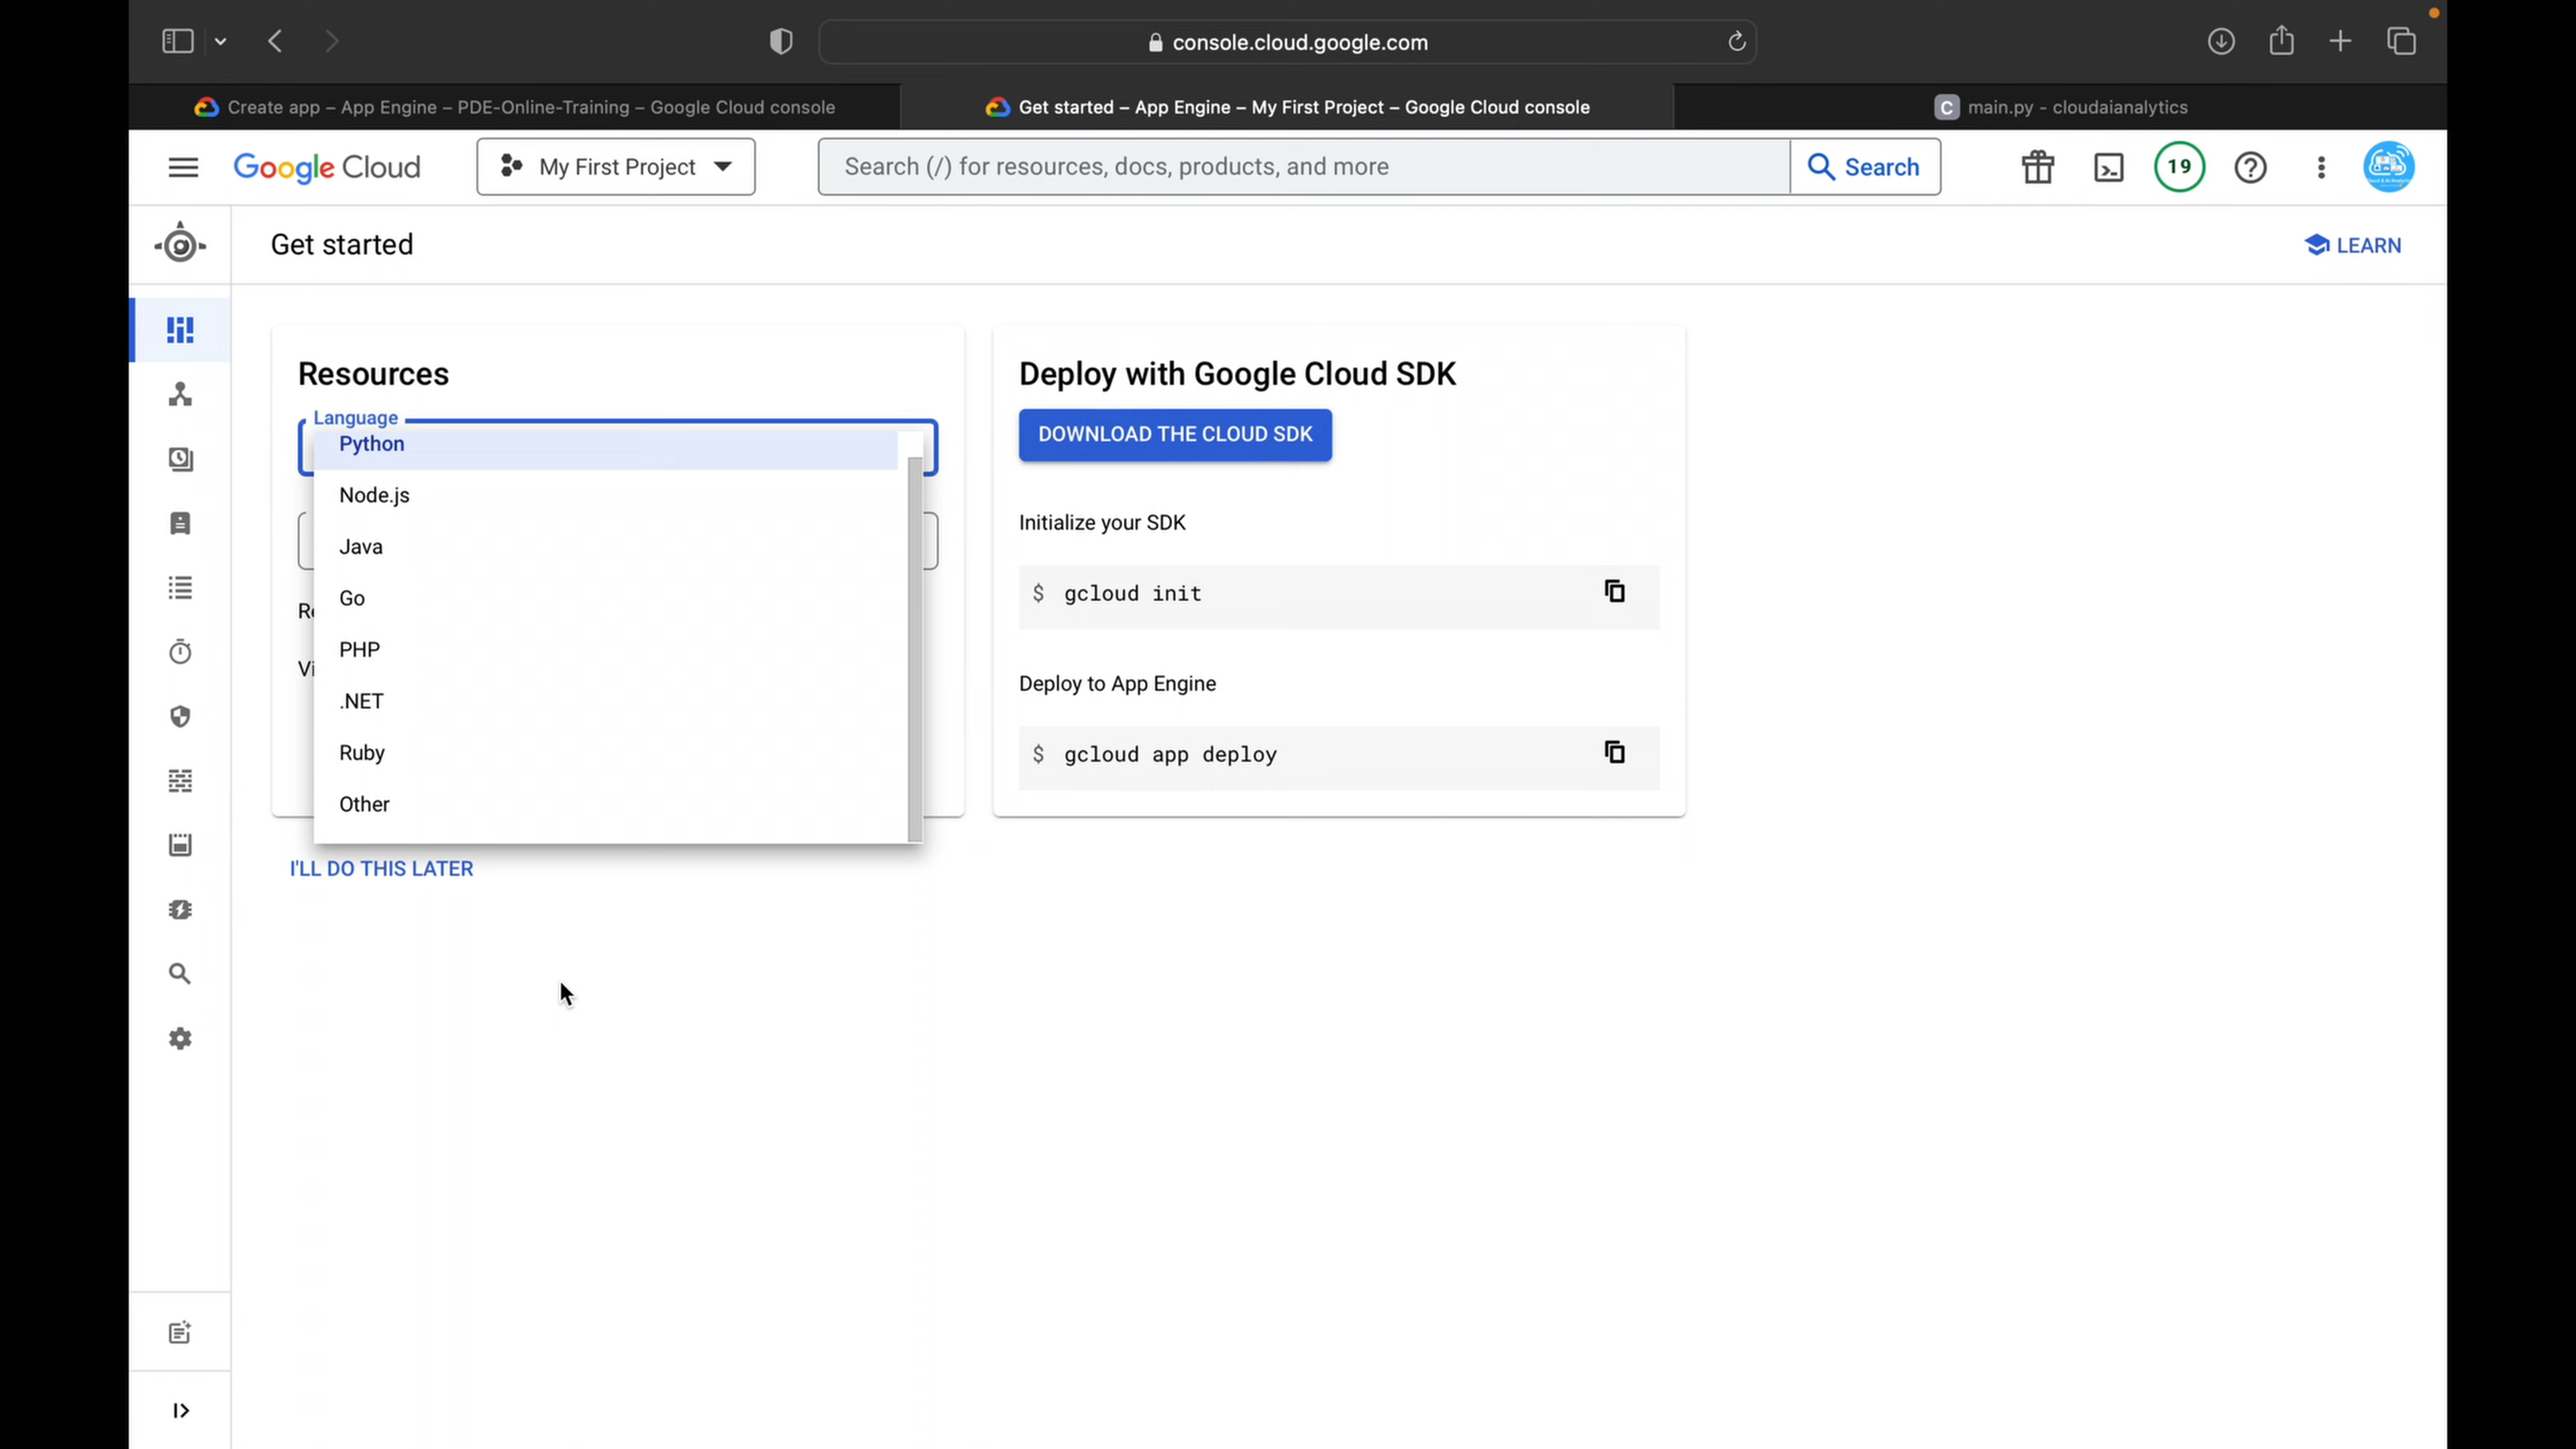 console.cloud.google.com
Create app – App Engine – PDE-Online-Training – Google Cloud console
Get started – App Engine – My First Project – Google Cloud console
C main.py - cloudaianalytics
Google Cloud
My First Project
Search (/) for resources, docs, products, and more
Search
19
Get started
LEARN
Resources
Language
Python
Node.js
Java
Go
PHP
.NET
Ruby
Other
Re
Vi
I'LL DO THIS LATER
Deploy with Google Cloud SDK
DOWNLOAD THE CLOUD SDK
Initialize your SDK
$ gcloud init
Deploy to App Engine
$ gcloud app deploy